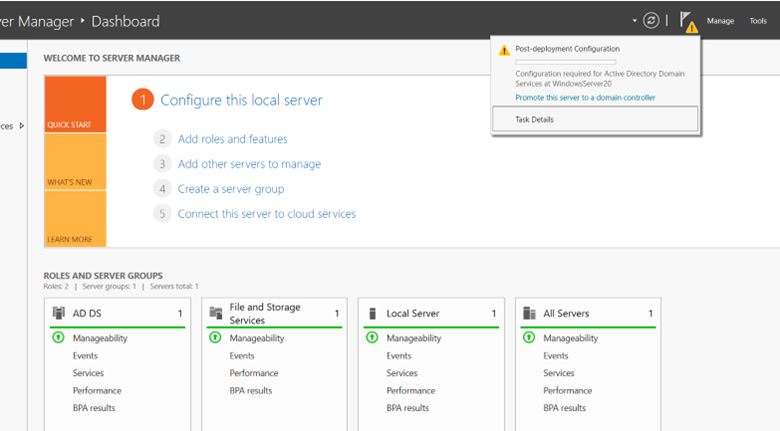 er Manager ▸ Dashboard
Manage
Tools
Post-deployment Configuration
Configuration required for Active Directory Domain
Services at WindowsServer20
Promote this server to a domain controller
Task Details
ces
WELCOME TO SERVER MANAGER
QUICK START
WHAT'S NEW
LEARN MORE
1 Configure this local server
2 Add roles and features
3 Add other servers to manage
4 Create a server group
5 Connect this server to cloud services
ROLES AND SERVER GROUPS
Roles: 2 | Server groups: 1 | Servers total: 1
AD DS 1
Manageability
Events
Services
Performance
BPA results
File and Storage
Services 1
Manageability
Events
Performance
BPA results
Local Server 1
Manageability
Events
Services
Performance
BPA results
All Servers 1
Manageability
Events
Services
Performance
BPA results